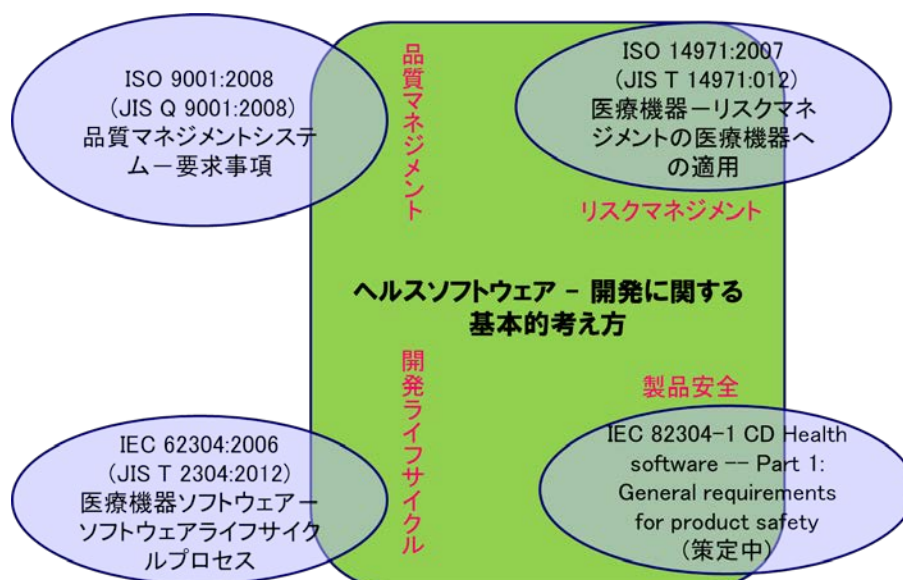 ISO 9001:2008
（JIS Q 9001:2008）
品質マネジメントシステ
ムー要求事項
品質マネジメント
ISO 14971:2007
（JIS T 14971:012）
医療機器－リスクマネ
ジメントの医療機器へ
の適用
リスクマネジメント
ヘルスソフトウェア － 開発に関する
基本的考え方
開発ライフサイクル
製品安全
IEC 62304:2006
（JIS T 2304:2012）
医療機器ソフトウェアー
ソフトウェアライフサイク
ルプロセス
IEC 82304-1 CD Health
software -- Part 1:
General requirements
for product safety
（策定中）